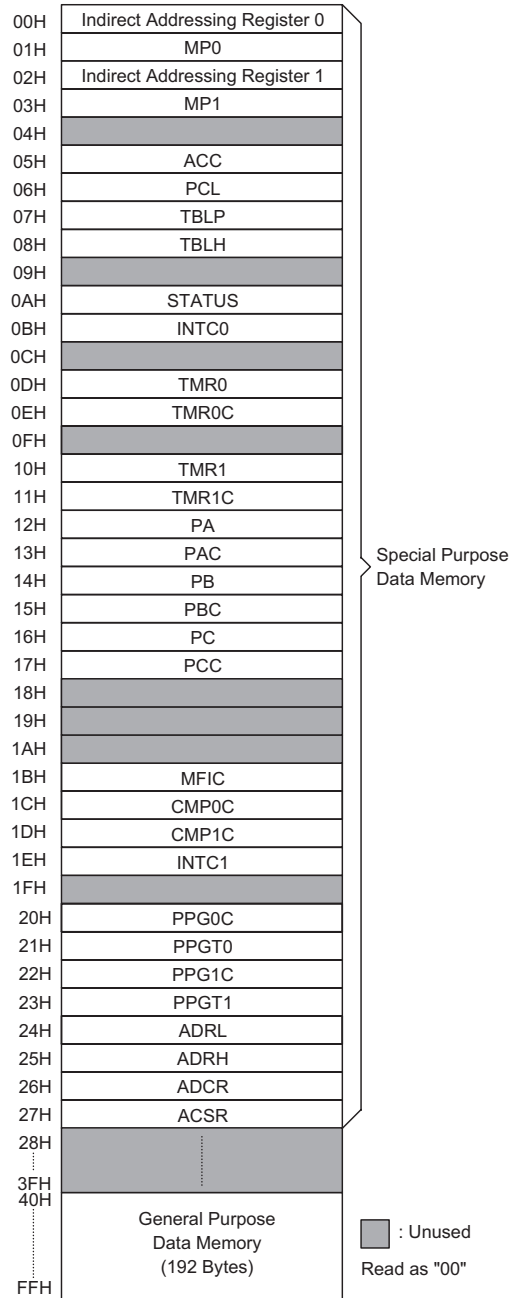 00H Indirect Addressing Register 0
01H MP0
02H Indirect Addressing Register 1
03H MP1
04H
05H ACC
06H PCL
07H TBLP
08H TBLH
09H
0AH STATUS
0BH INTC0
0CH
0DH TMR0
0EH TMR0C
0FH
10H TMR1
11H TMR1C
12H PA
13H PAC
14H PB
15H PBC
16H PC
17H PCC
18H
19H
1AH
1BH MFIC
1CH CMP0C
1DH CMP1C
1EH INTC1
1FH
20H PPG0C
21H PPGT0
22H PPG1C
23H PPGT1
24H ADRL
25H ADRH
26H ADCR
27H ACSR
28H
3FH
40H
FFH
General Purpose
Data Memory
(192 Bytes)
Special Purpose
Data Memory
: Unused
Read as "00"